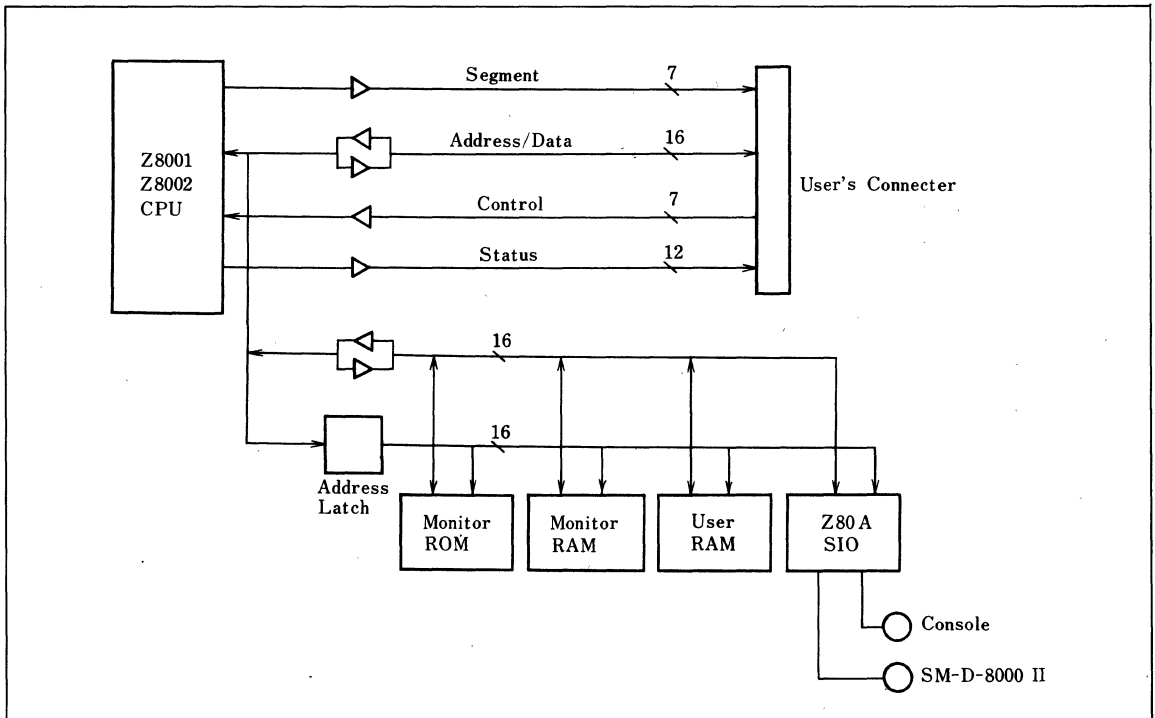 Segment
7
Address/Data
16
Z8001
Z8002
CPU
User's Connecter
Control
7
Status
12
16
16
Address
Latch
Monitor
ROM
Monitor
RAM
User
RAM
Z80A
SIO
Console
SM-D-8000 II